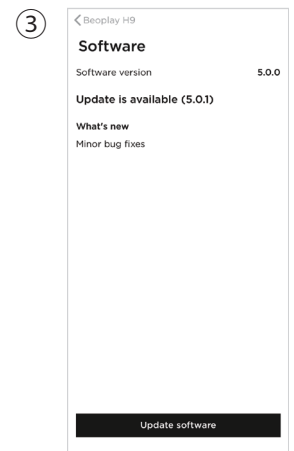 3
Beoplay H9
Software
Software version 5.0.0
Update is available (5.0.1)
What's new
Minor bug fixes
Update software